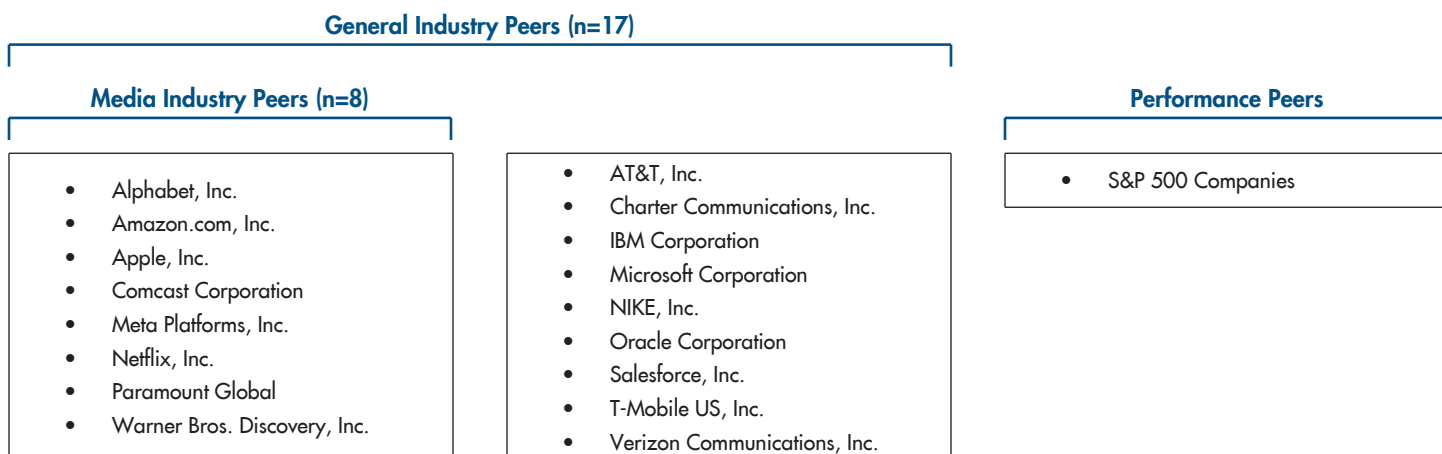 General Industry Peers (n=17)
Media Industry Peers (n=8)
Performance Peers
• Alphabet, Inc.
• Amazon.com, Inc.
• Apple, Inc.
• Comcast Corporation
• Meta Platforms, Inc.
• Netflix, Inc.
• Paramount Global
• Warner Bros. Discovery, Inc.
• AT&T, Inc.
• Charter Communications, Inc.
• IBM Corporation
• Microsoft Corporation
• NIKE, Inc.
• Oracle Corporation
• Salesforce, Inc.
• T-Mobile US, Inc.
• Verizon Communications, Inc.
• S&P 500 Companies